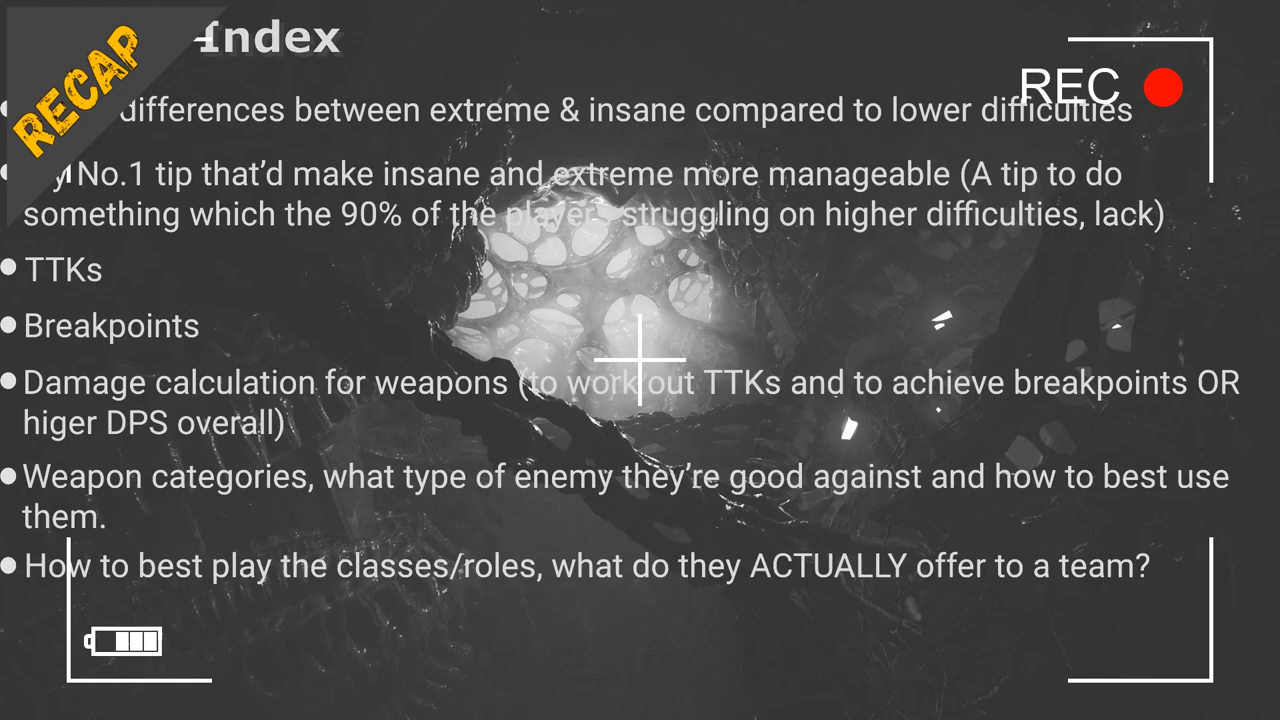 Index
RECAP
REC
differences between extreme & insane compared to lower difficulties
No.1 tip that'd make insane and extreme more manageable (A tip to do
something which the 90% of the players struggling on higher difficulties, lack)
TTKs
Breakpoints
Damage calculation for weapons (to work out TTKs and to achieve breakpoints OR
higer DPS overall)
Weapon categories, what type of enemy they're good against and how to best use
them.
How to best play the classes/roles, what do they ACTUALLY offer to a team?